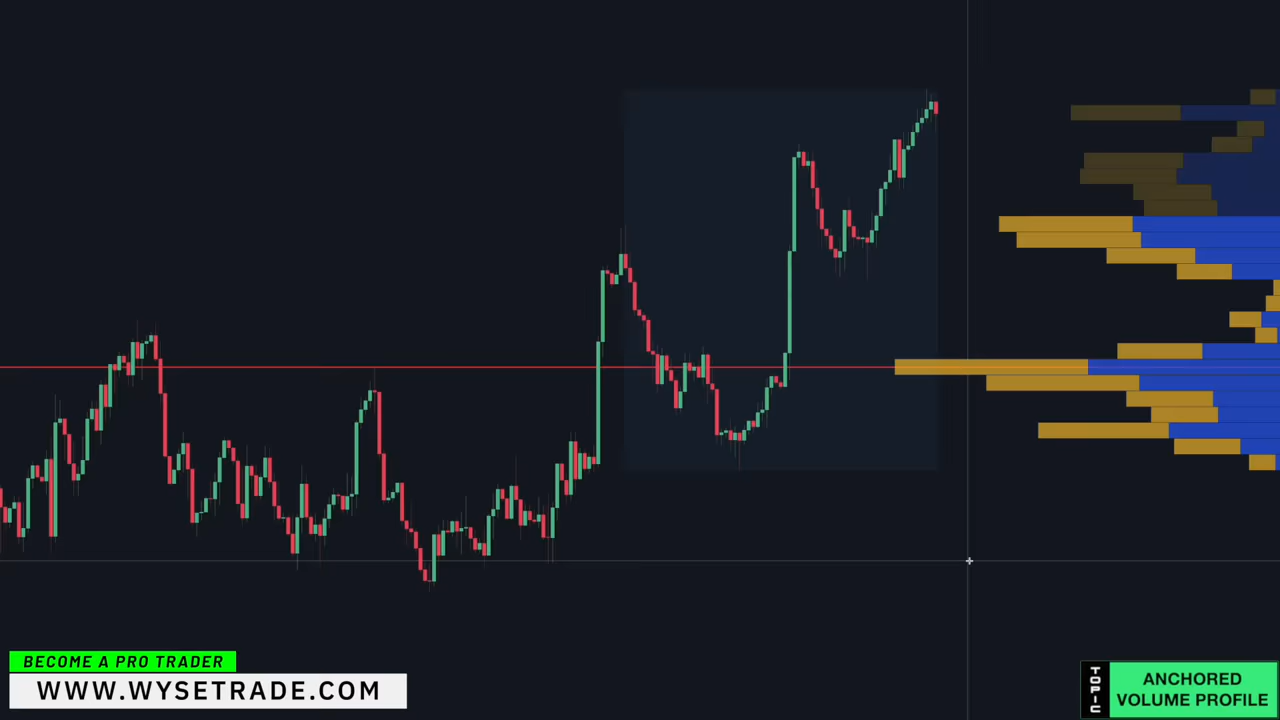 BECOME A PRO TRADER
WWW.WYSETRADE.COM
TOPIC
ANCHORED
VOLUME PROFILE